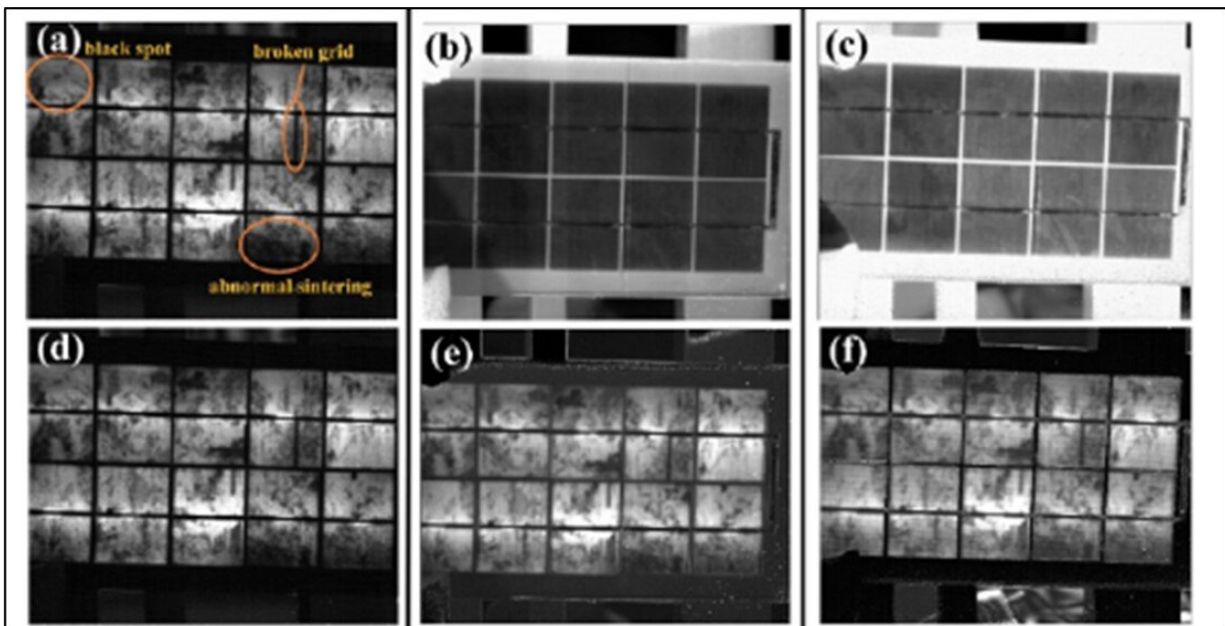 (a)
black spot
broken grid
abnormal sintering
(b)
(c)
(d)
(e)
(f)